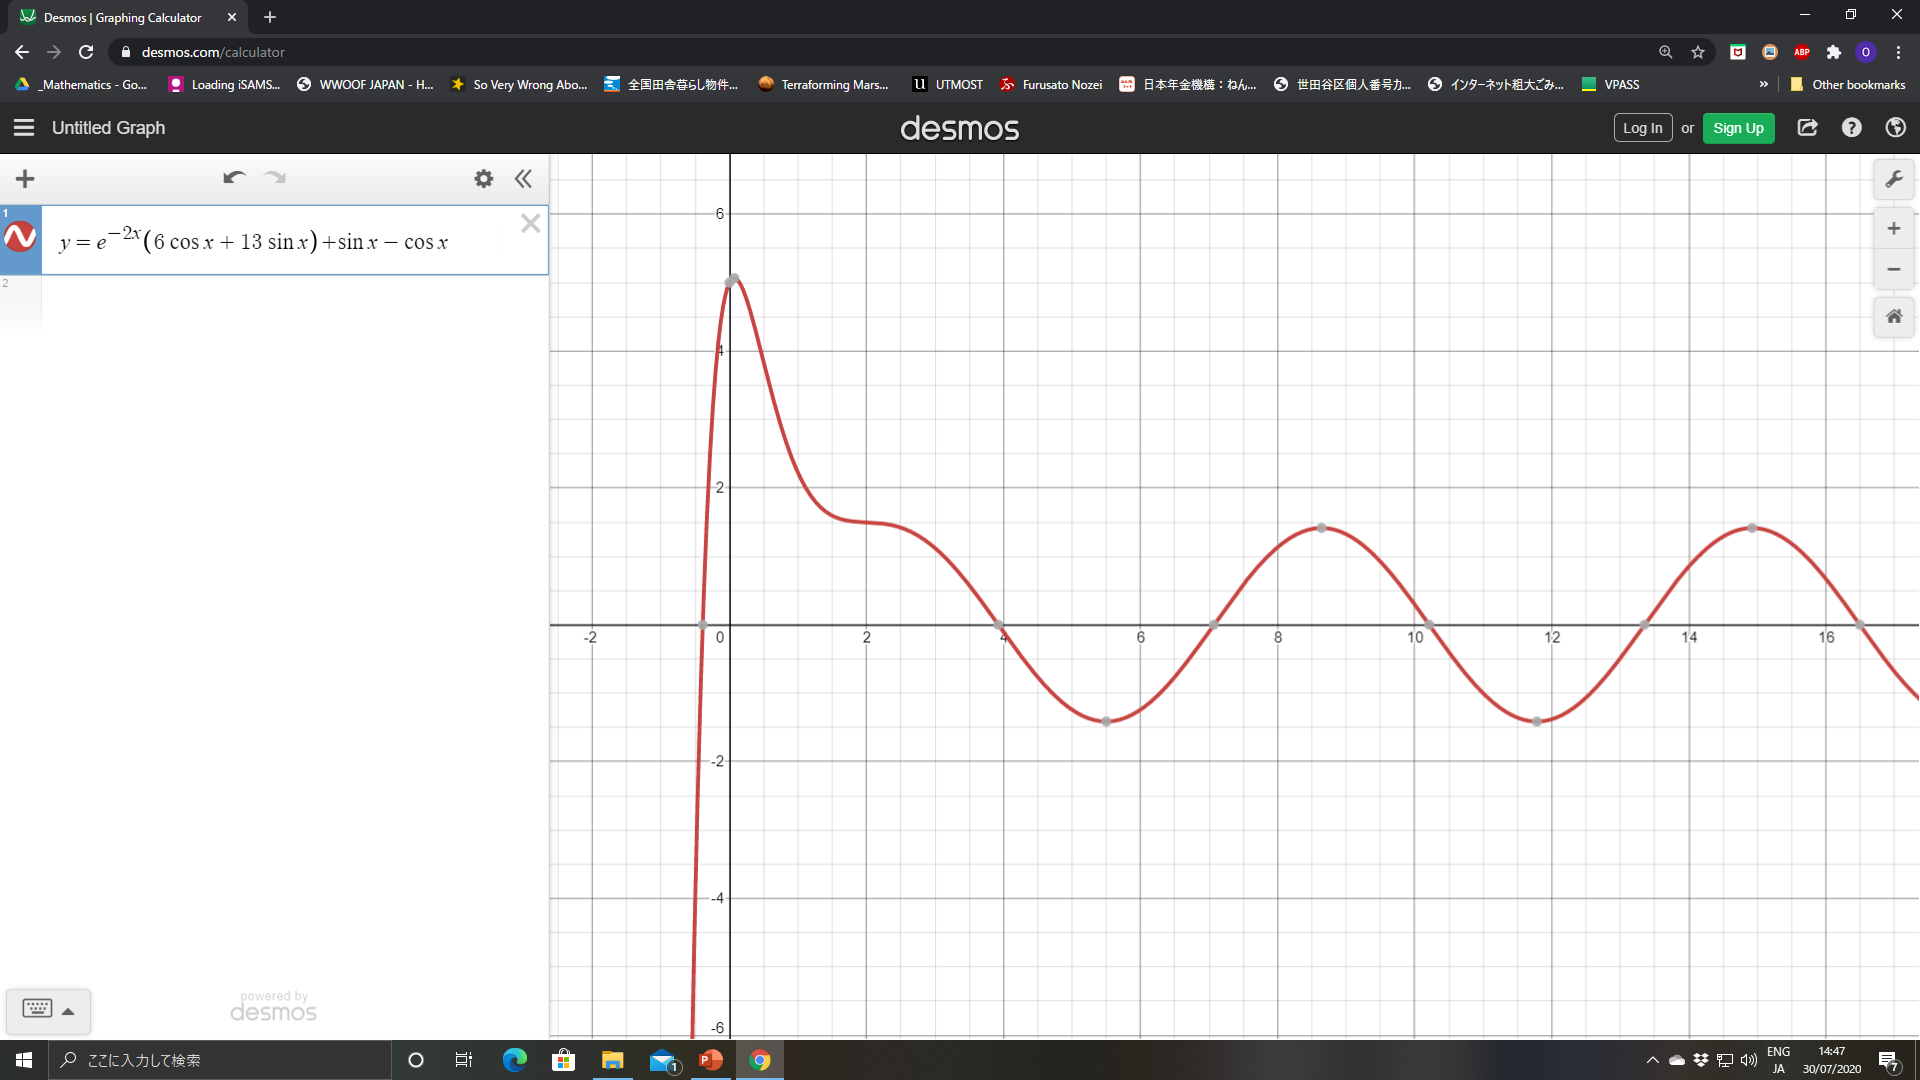 Desmos | Graphing Calculator
desmos.com/calculator
ABP
O
_Mathematics - Go...
Loading iSAMS...
WWOOF JAPAN - H...
So Very Wrong Abo...
全国田舎暮らし物件...
Terraforming Mars...
UTMOST
Furusato Nozei
日本年金機構：ねん...
世田谷区個人番号カ...
インターネット粗大ごみ...
VPASS
»
Other bookmarks
Untitled Graph
desmos
Log In or Sign Up
1
y = e^{-2x}(6 cos x + 13 sin x) + sin x − cos x
2
6
4
2
-2 0 2 4 6 8 10 12 14 16
-2
-4
-6
powered by
desmos
ここに入力して検索
1
P
ENG
JA
14:47
30/07/2020
7